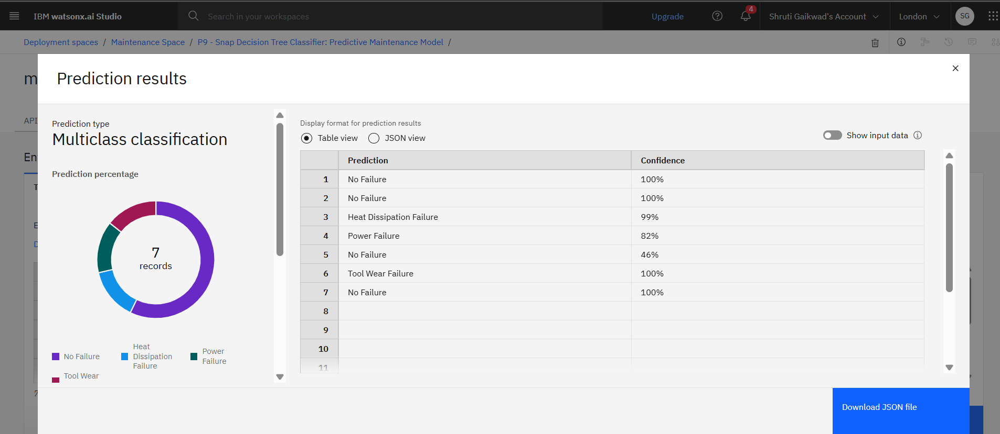 IBM watsonx.ai Studio
Search in your workspaces
Upgrade
4
Shruti Gaikwad's Account
London
SG
Deployment spaces / Maintenance Space / P9 - Snap Decision Tree Classifier: Predictive Maintenance Model /
Prediction results
API
Prediction type
Multiclass classification
Prediction percentage
7
records
No Failure
Heat
Dissipation
Failure
Power
Failure
Tool Wear
Display format for prediction results
Table view
JSON view
Show input data
Prediction Confidence
1 No Failure 100%
2 No Failure 100%
3 Heat Dissipation Failure 99%
4 Power Failure 82%
5 No Failure 46%
6 Tool Wear Failure 100%
7 No Failure 100%
8
9
10
11
Download JSON file